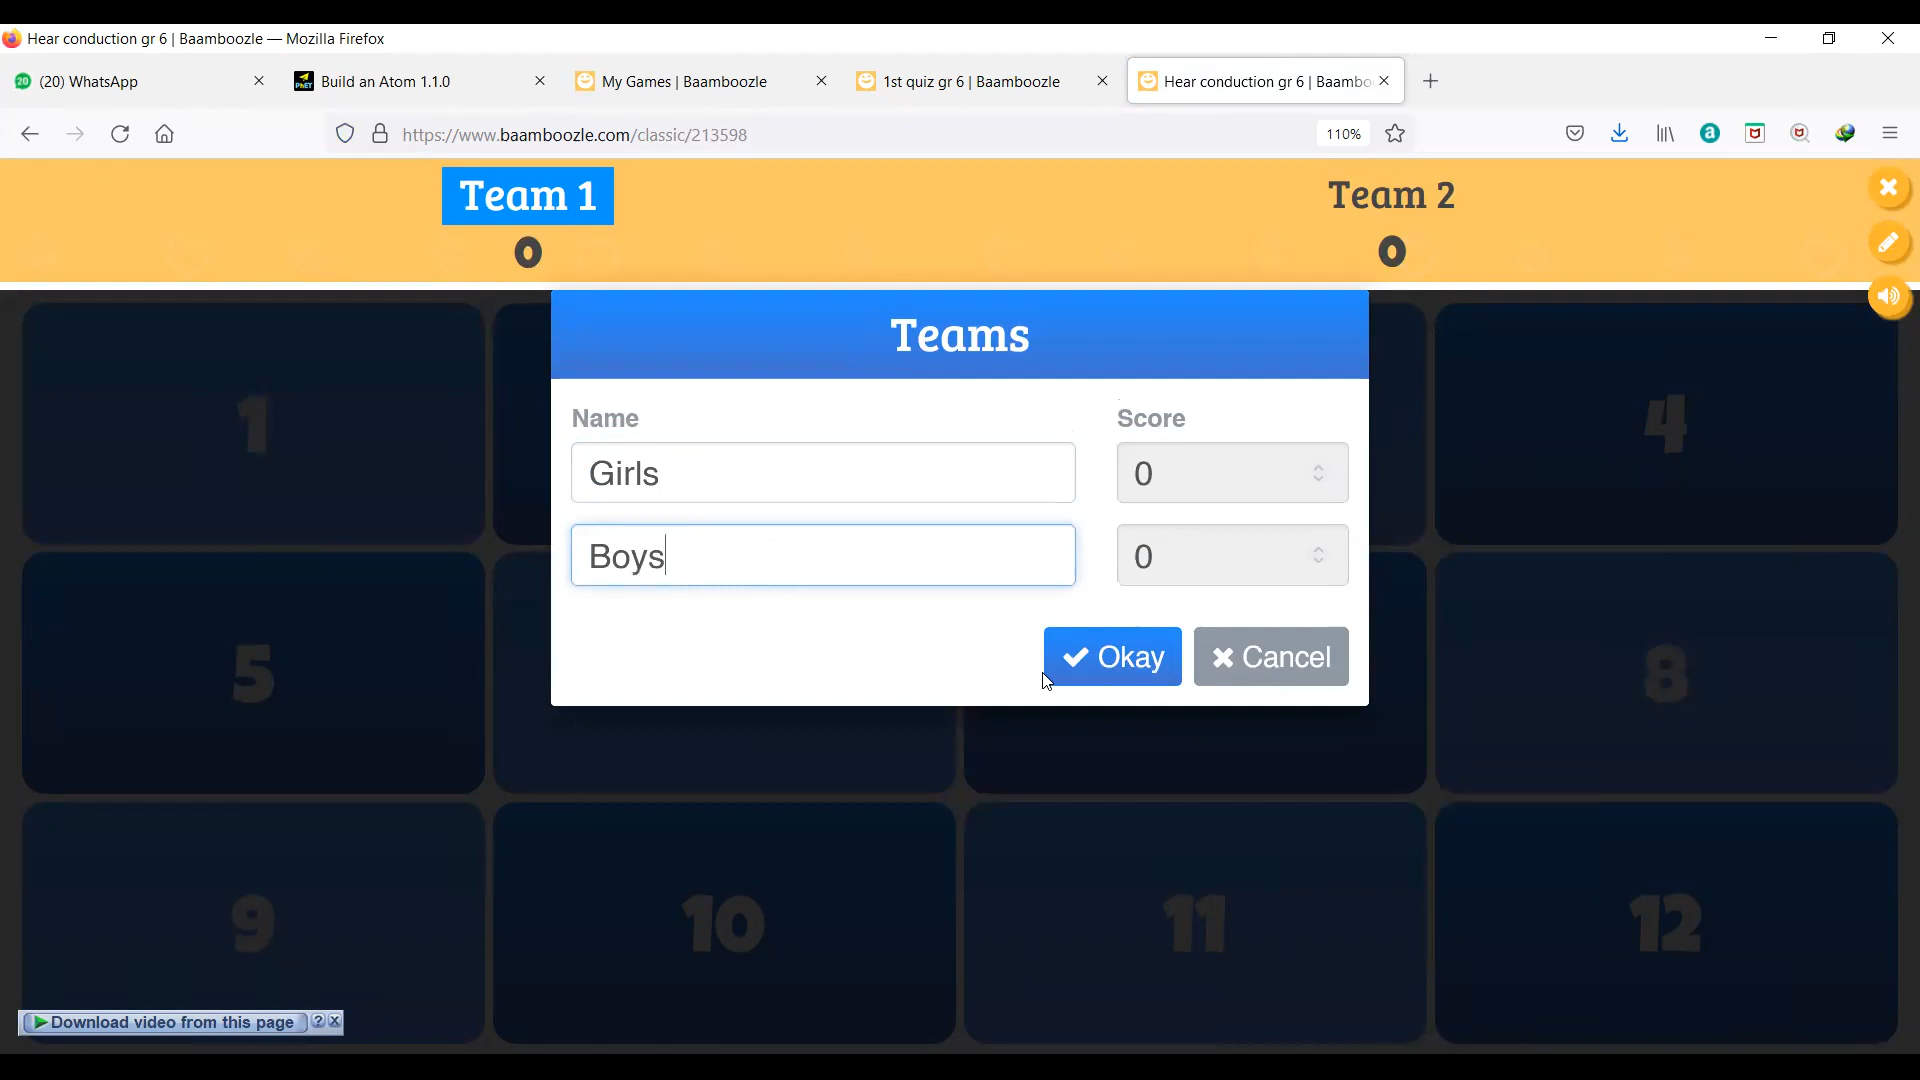 Hear conduction gr 6 | Baamboozle — Mozilla Firefox
20 (20) WhatsApp
PhET Build an Atom 1.1.0
My Games | Baamboozle
1st quiz gr 6 | Baamboozle
Hear conduction gr 6 | Baambo
https://www.baamboozle.com/classic/213598
110%
a
Team 1
Team 2
0
0
Teams
Name
Score
Girls
0
Boys
0
Okay
Cancel
1
4
5
8
9
10
11
12
Download video from this page
?